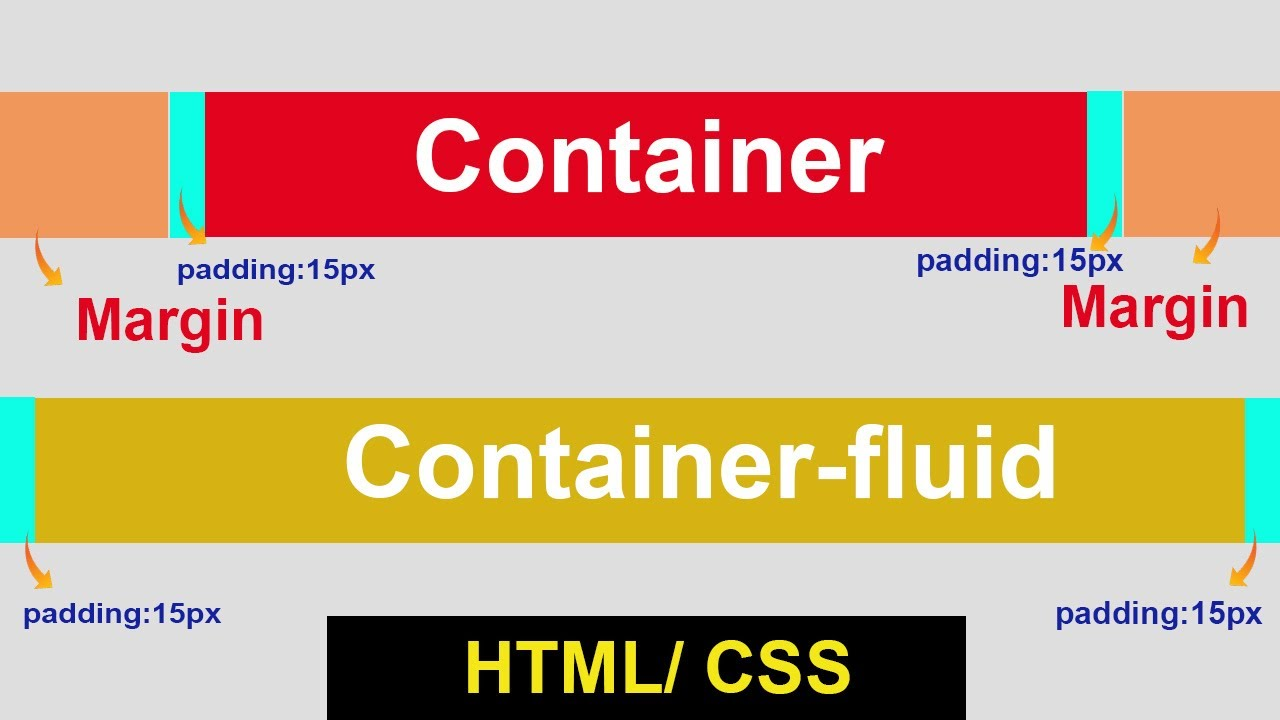 Container
padding:15px
padding:15px
Margin
Margin
Container-fluid
padding:15px
padding:15px
HTML/ CSS